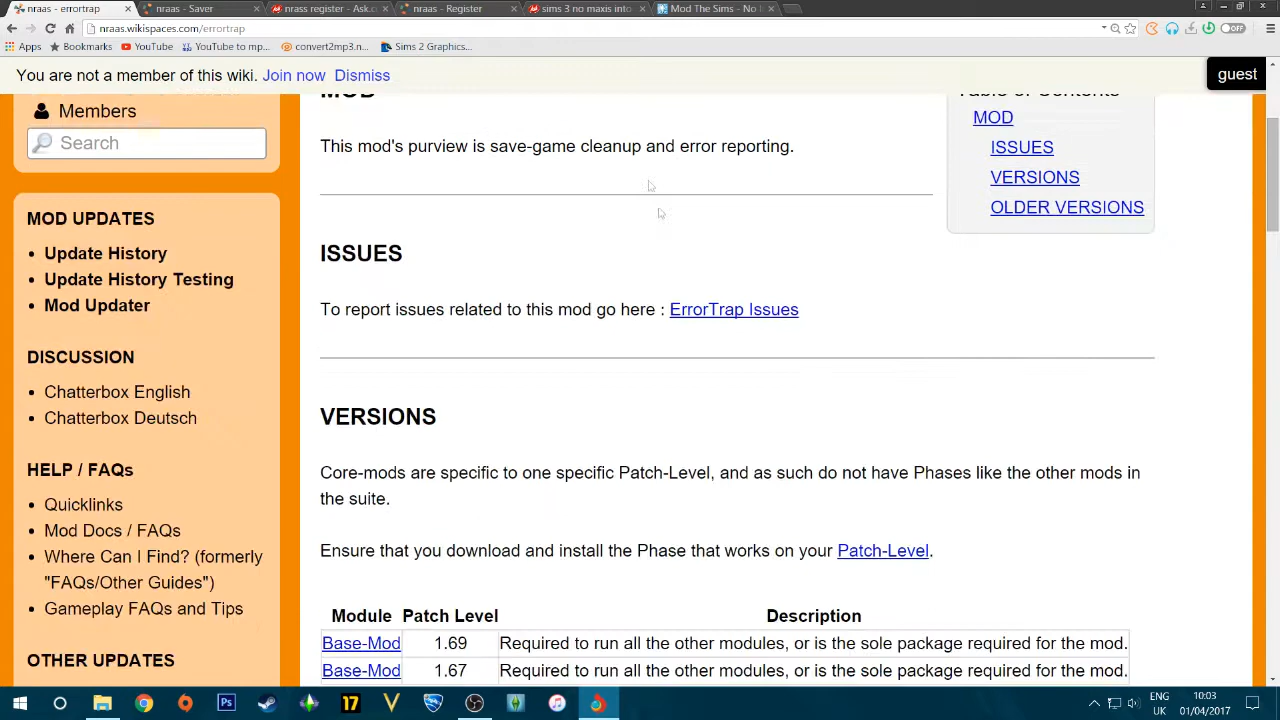 nraas - errortrap
nraas - Saver
nrass register - Ask.c
nraas - Register
sims 3 no maxis into
Mod The Sims - No I
nraas.wikispaces.com/errortrap
OFF
Apps
Bookmarks
YouTube
YouTube to mp...
convert2mp3.n...
Sims 2 Graphics...
You are not a member of this wiki. Join now Dismiss
guest
Members
Search
MOD UPDATES
• Update History
• Update History Testing
• Mod Updater
DISCUSSION
• Chatterbox English
• Chatterbox Deutsch
HELP / FAQs
• Quicklinks
• Mod Docs / FAQs
• Where Can I Find? (formerly
"FAQs/Other Guides")
• Gameplay FAQs and Tips
OTHER UPDATES
MOD
This mod's purview is save-game cleanup and error reporting.
Table of Contents
MOD
ISSUES
VERSIONS
OLDER VERSIONS
ISSUES
To report issues related to this mod go here : ErrorTrap Issues
VERSIONS
Core-mods are specific to one specific Patch-Level, and as such do not have Phases like the other mods in
the suite.
Ensure that you download and install the Phase that works on your Patch-Level.
Module Patch Level Description
Base-Mod 1.69 Required to run all the other modules, or is the sole package required for the mod.
Base-Mod 1.67 Required to run all the other modules, or is the sole package required for the mod.
Ps
17
V
ENG
UK
10:03
01/04/2017